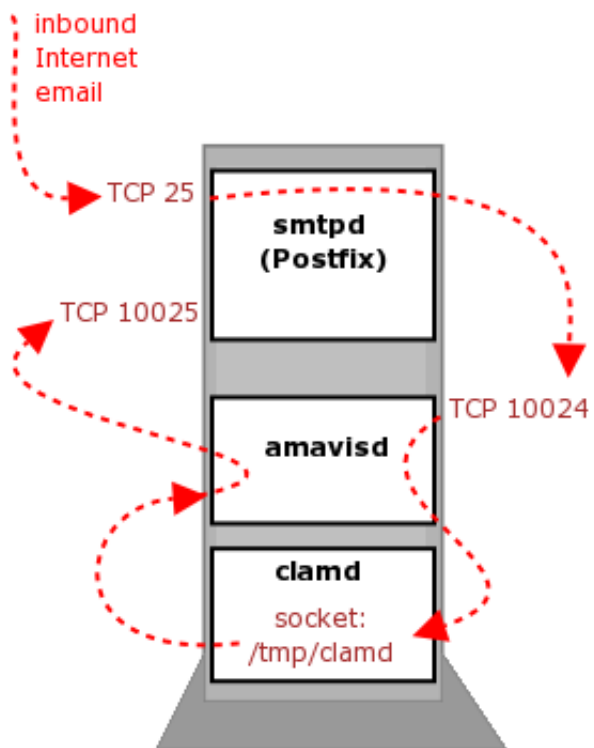 inbound
Internet
email
TCP 25
smtpd
(Postfix)
TCP 10025
TCP 10024
amavisd
clamd
socket:
/tmp/clamd